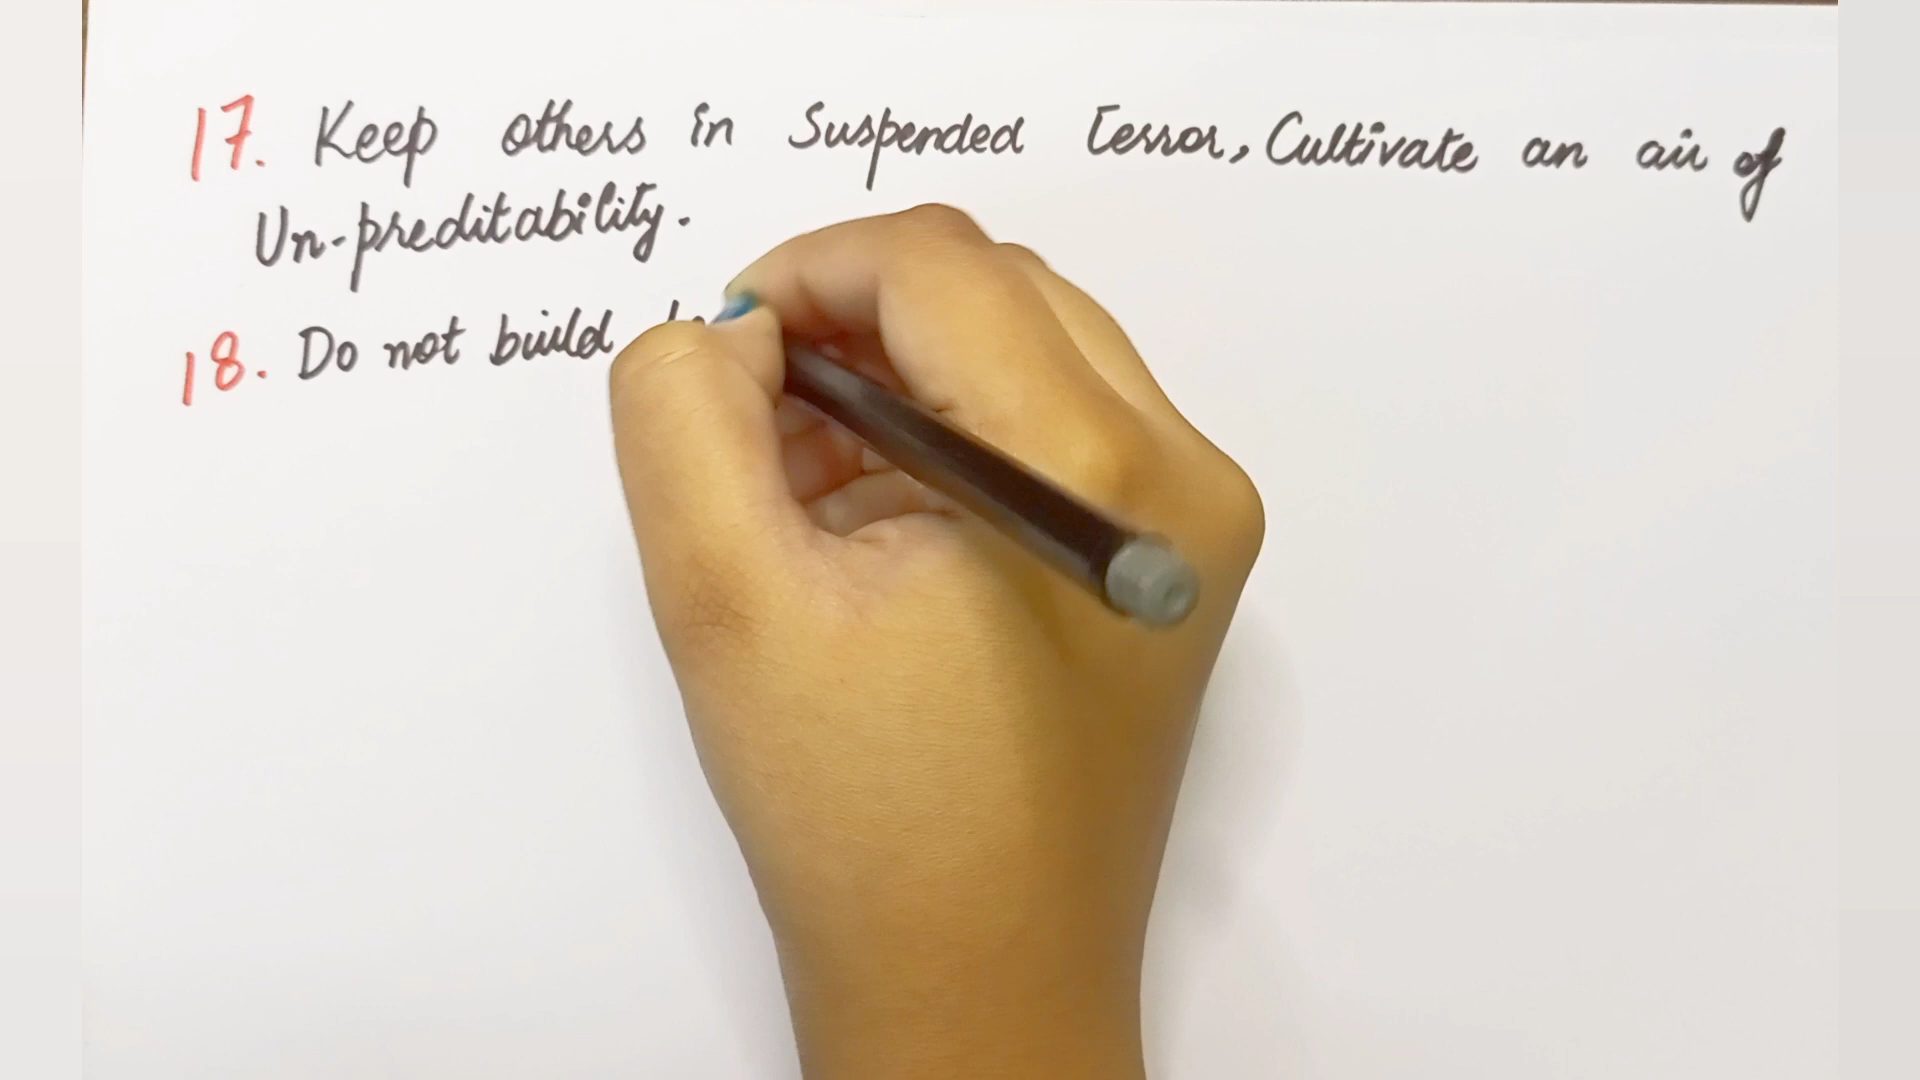 17. Keep others in Suspended Terror, Cultivate an air of
Un-preditability.
18. Do not build